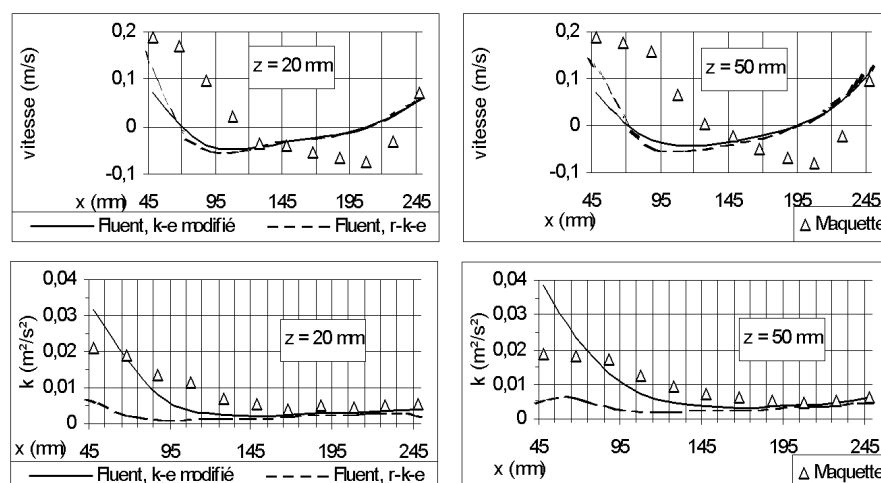 0,2
0,1
0
-0,1
vitesse (m/s)
z = 20 mm
45 95 145 195 245
x (mm)
Fluent, k-e modifié Fluent, r-k-e
0,2
0,1
0
-0,1
vitesse (m/s)
z = 50 mm
45 95 145 195 245
x (mm)
Maquette
0,04
0,03
0,02
0,01
0
k (m²/s²)
z = 20 mm
45 95 145 195 245
x (mm)
Fluent, k-e modifié Fluent, r-k-e
0,04
0,03
0,02
0,01
0
k (m²/s²)
z = 50 mm
45 95 145 195 245
x (mm)
Maquette